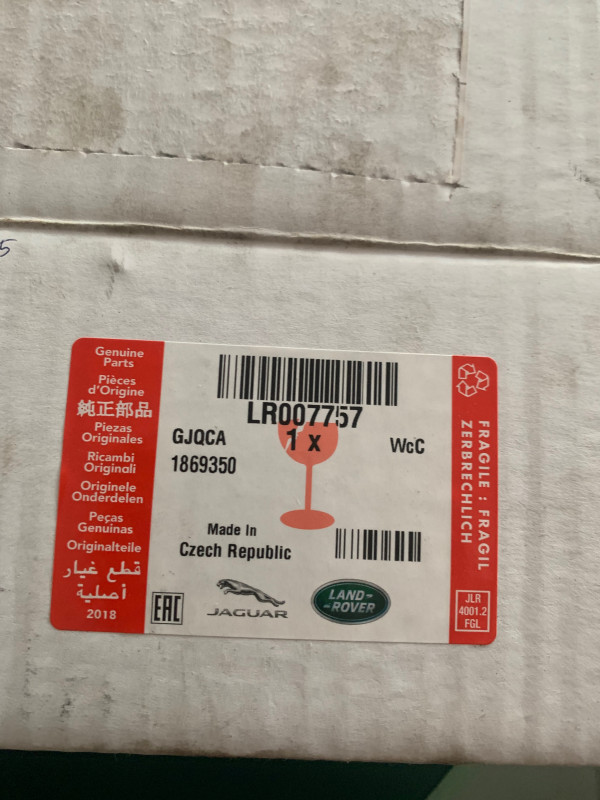 5
Genuine
Parts
Pièces
d'Origine
純正部品
Piezas
Originales
Ricambi
Originali
Originele
Onderdelen
Peças
Genuínas
Originalteile
قطع غيار
أصلية
2018
LR007757
GJQCA
1 x
WcC
1869350
Made In
Czech Republic
EAC
JAGUAR
LAND-
-ROVER
FRAGILE : FRAGIL
ZERBRECHLICH
JLR
4001.2
FGL